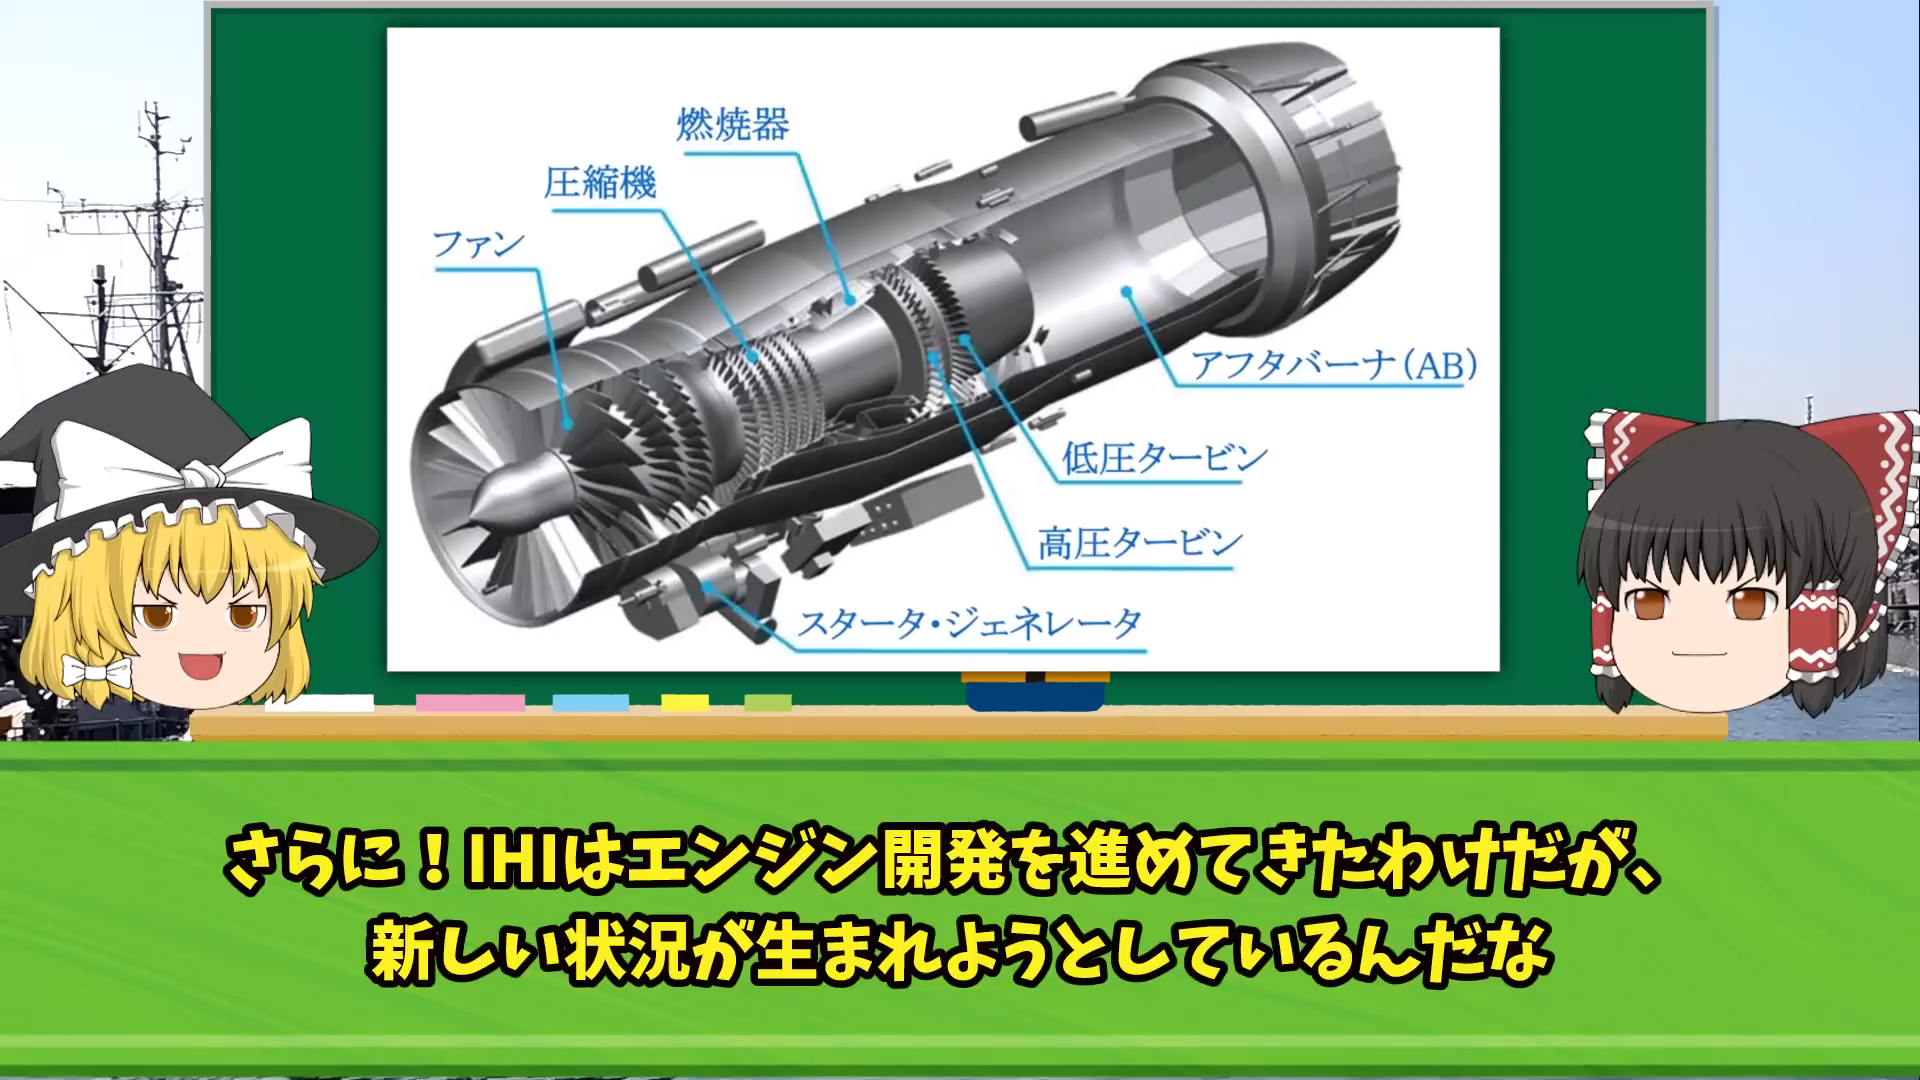 燃焼器
圧縮機
ファン
アフタバーナ(AB)
低圧タービン
高圧タービン
スタータ・ジェネレータ
さらに!IHIはエンジン開発を進めてきたわけだが、
新しい状況が生まれようとしているんだな